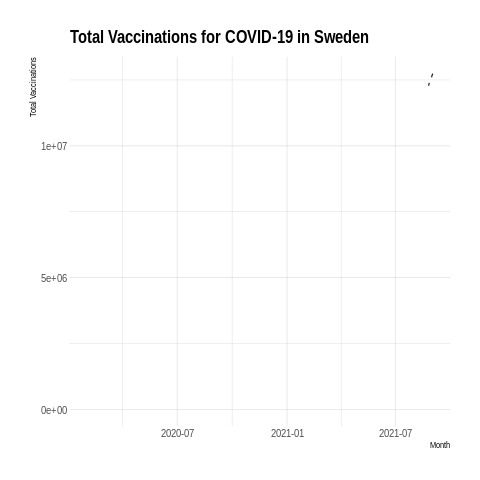 Total Vaccinations for COVID-19 in Sweden
Total Vaccinations
1e+07
5e+06
0e+00
2020-07
2021-01
2021-07
Month